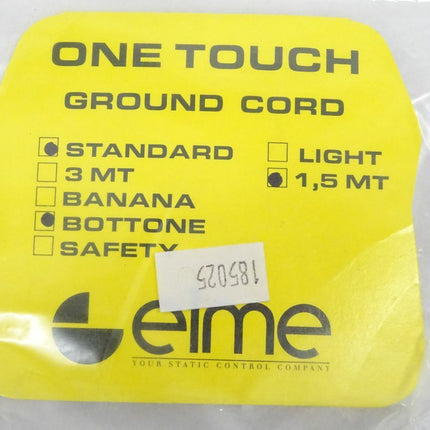 ONE TOUCH
GROUND CORD
STANDARD
LIGHT
3 MT
1,5 MT
BANANA
BOTTONE
SAFETY
185025
elme
YOUR STATIC CONTROL COMPANY